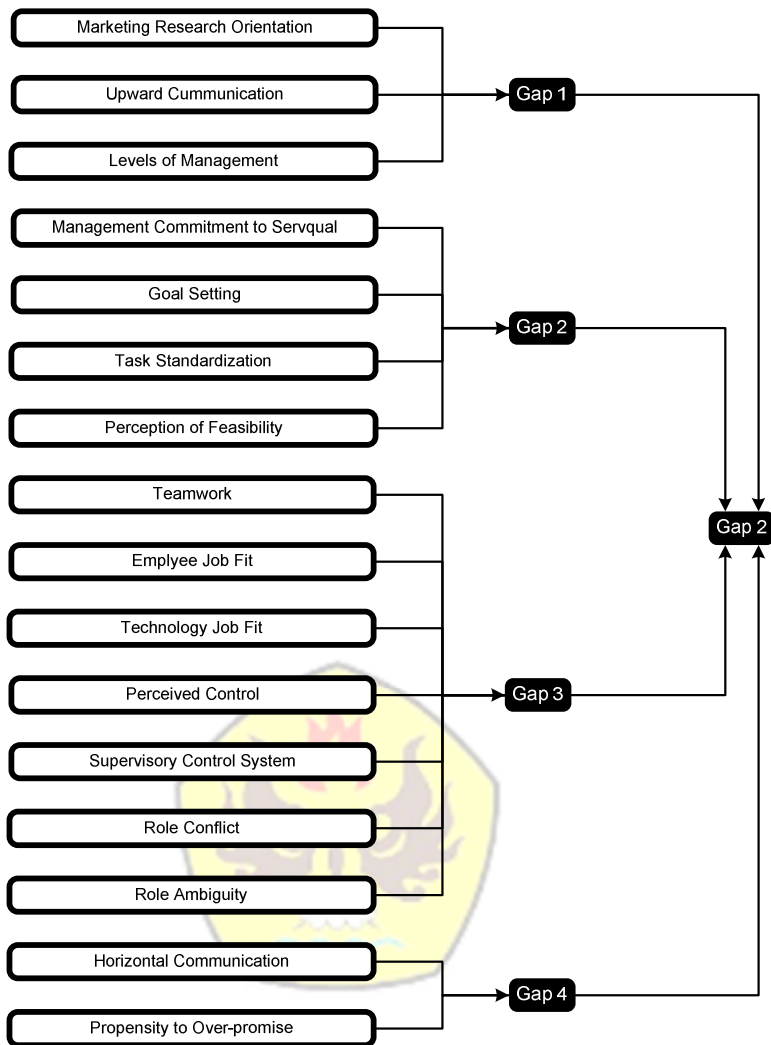 Marketing Research Orientation
Upward Cummunication
Gap 1
Levels of Management
Management Commitment to Servqual
Goal Setting
Gap 2
Task Standardization
Perception of Feasibility
Teamwork
Gap 2
Emplyee Job Fit
Technology Job Fit
Perceived Control
Gap 3
Supervisory Control System
Role Conflict
Role Ambiguity
Horizontal Communication
Gap 4
Propensity to Over-promise